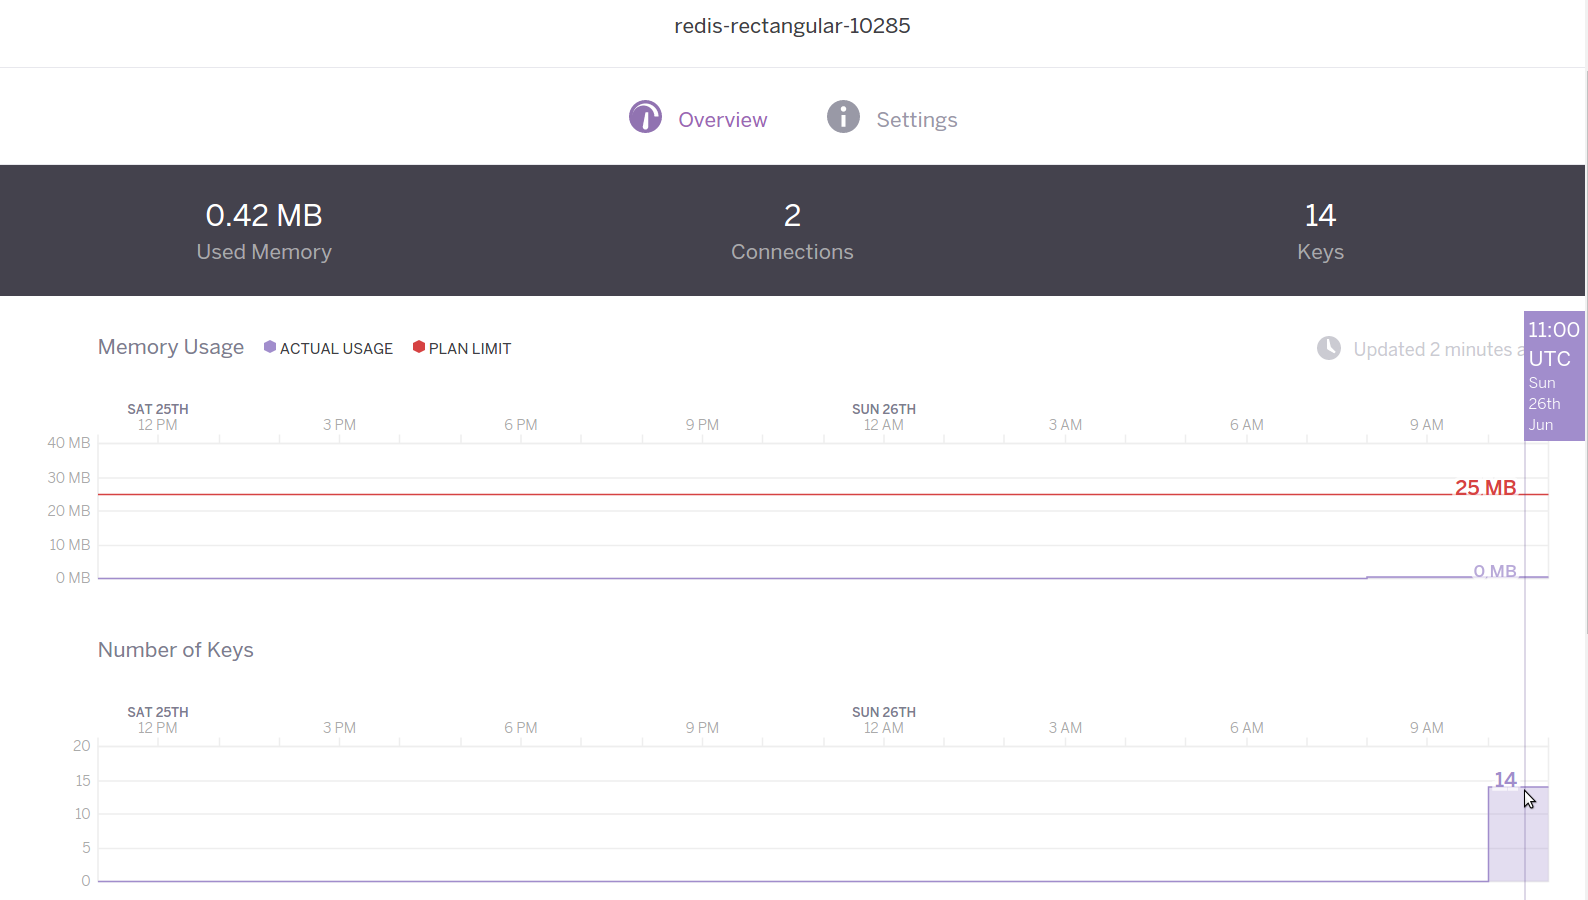 redis-rectangular-10285
Overview
Settings
0.42 MB
Used Memory
2
Connections
14
Keys
Memory Usage
ACTUAL USAGE
PLAN LIMIT
Updated 2 minutes
11:00
UTC
Sun
26th
Jun
SAT 25TH
SUN 26TH
12 PM 3 PM 6 PM 9 PM 12 AM 3 AM 6 AM 9 AM
40 MB
30 MB
25 MB
20 MB
10 MB
0 MB
0 MB
Number of Keys
SAT 25TH
SUN 26TH
12 PM 3 PM 6 PM 9 PM 12 AM 3 AM 6 AM 9 AM
20
15
14
10
5
0